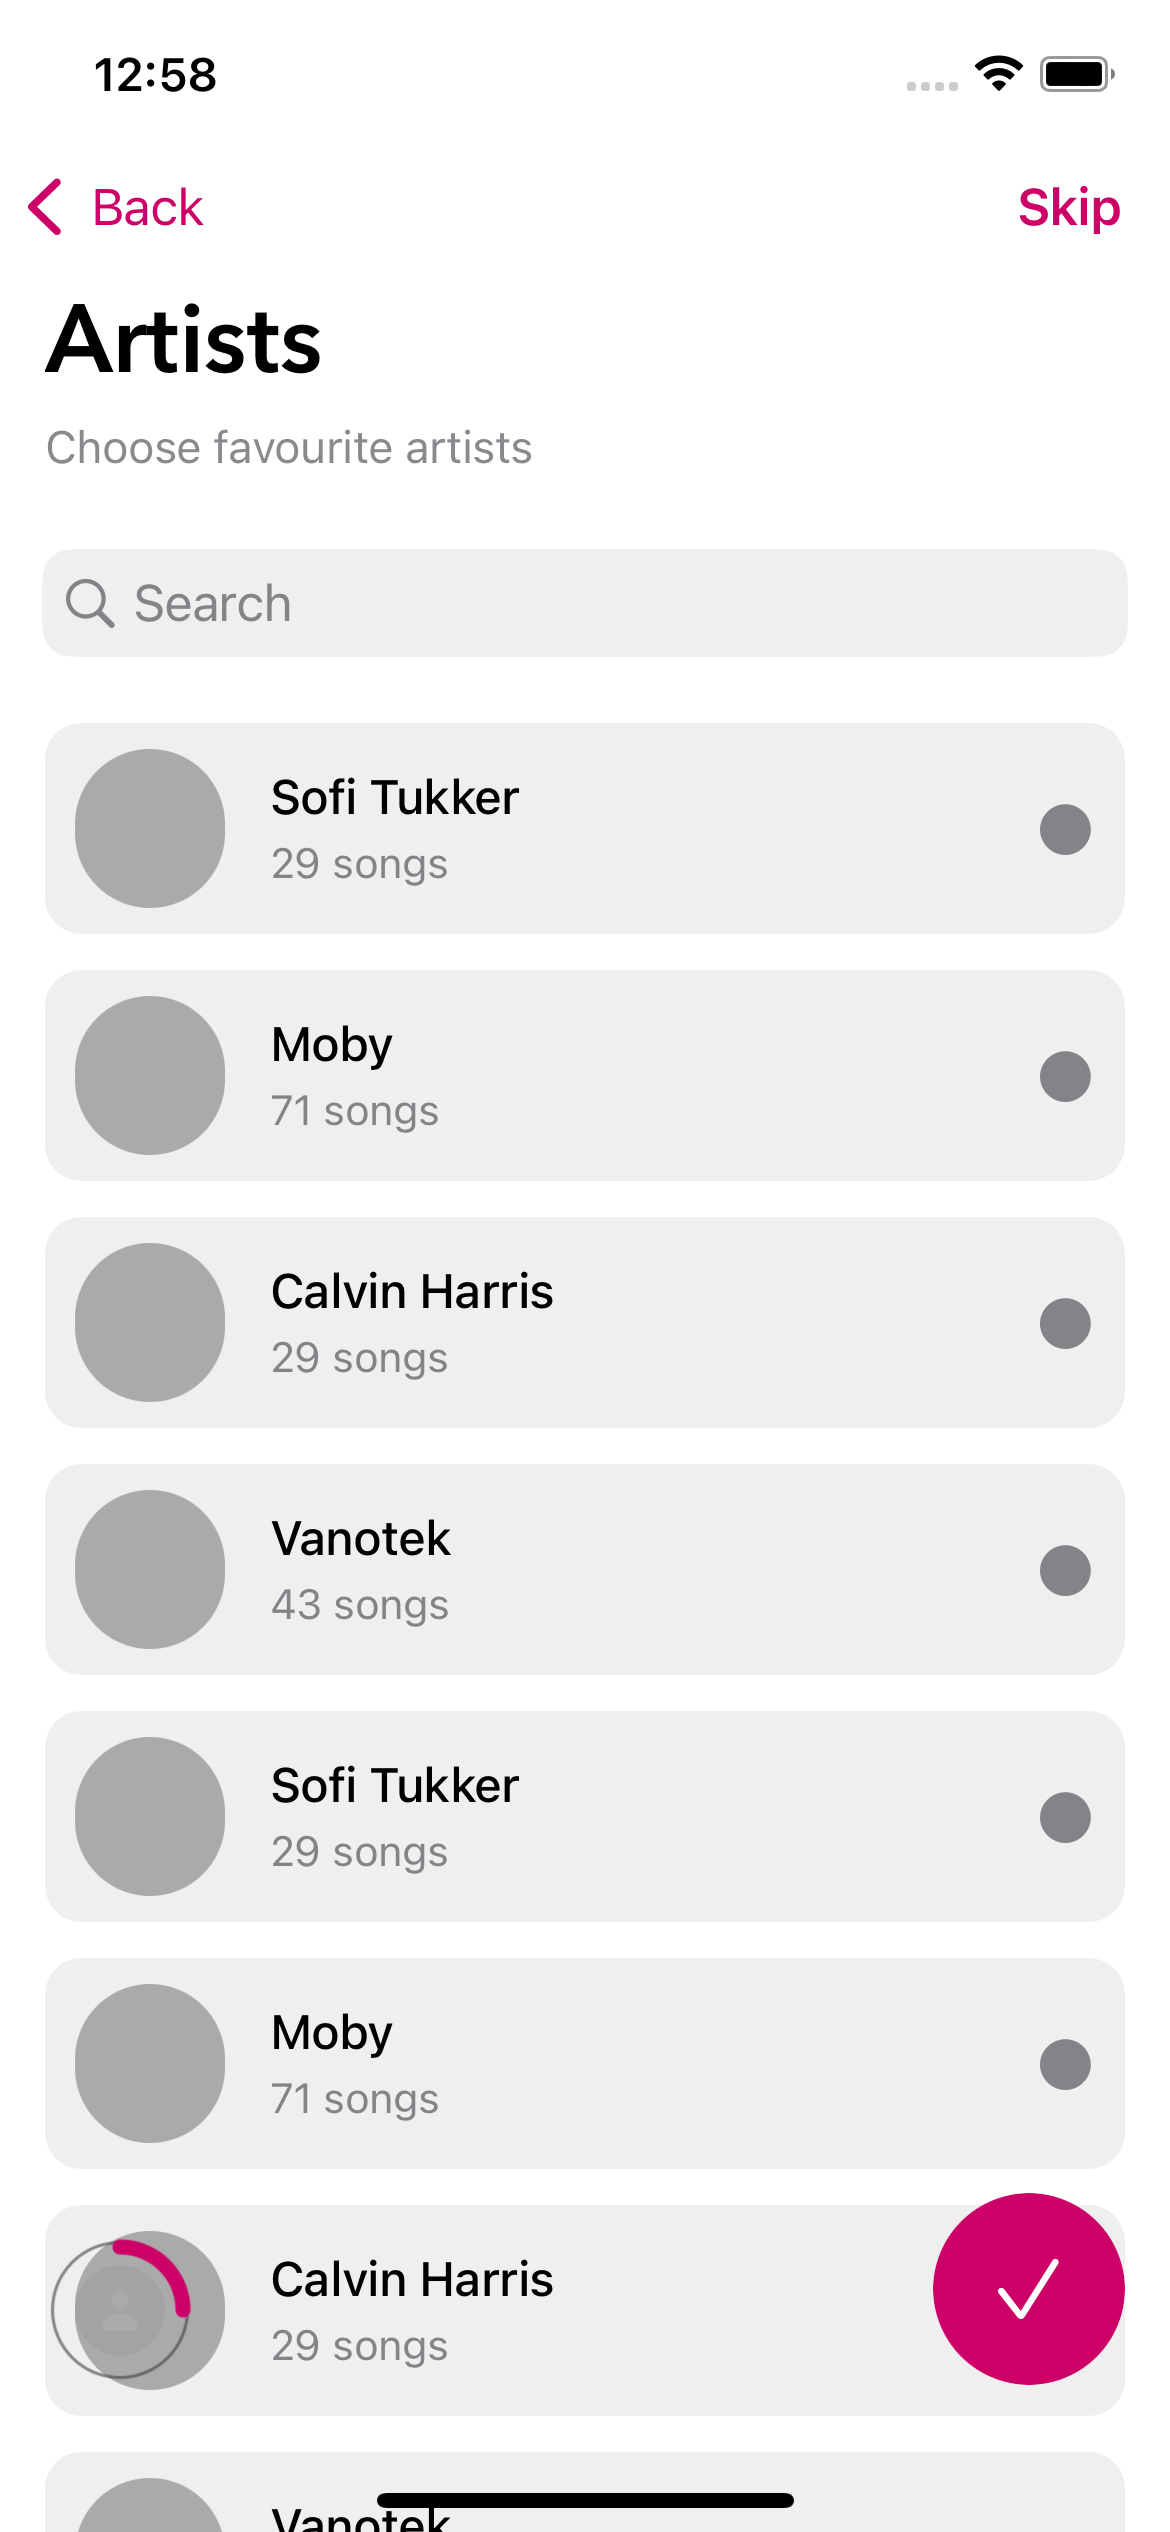 12:58
Back
Skip
Artists
Choose favourite artists
Search
Sofi Tukker
29 songs
Moby
71 songs
Calvin Harris
29 songs
Vanotek
43 songs
Sofi Tukker
29 songs
Moby
71 songs
Calvin Harris
29 songs
Vanotek